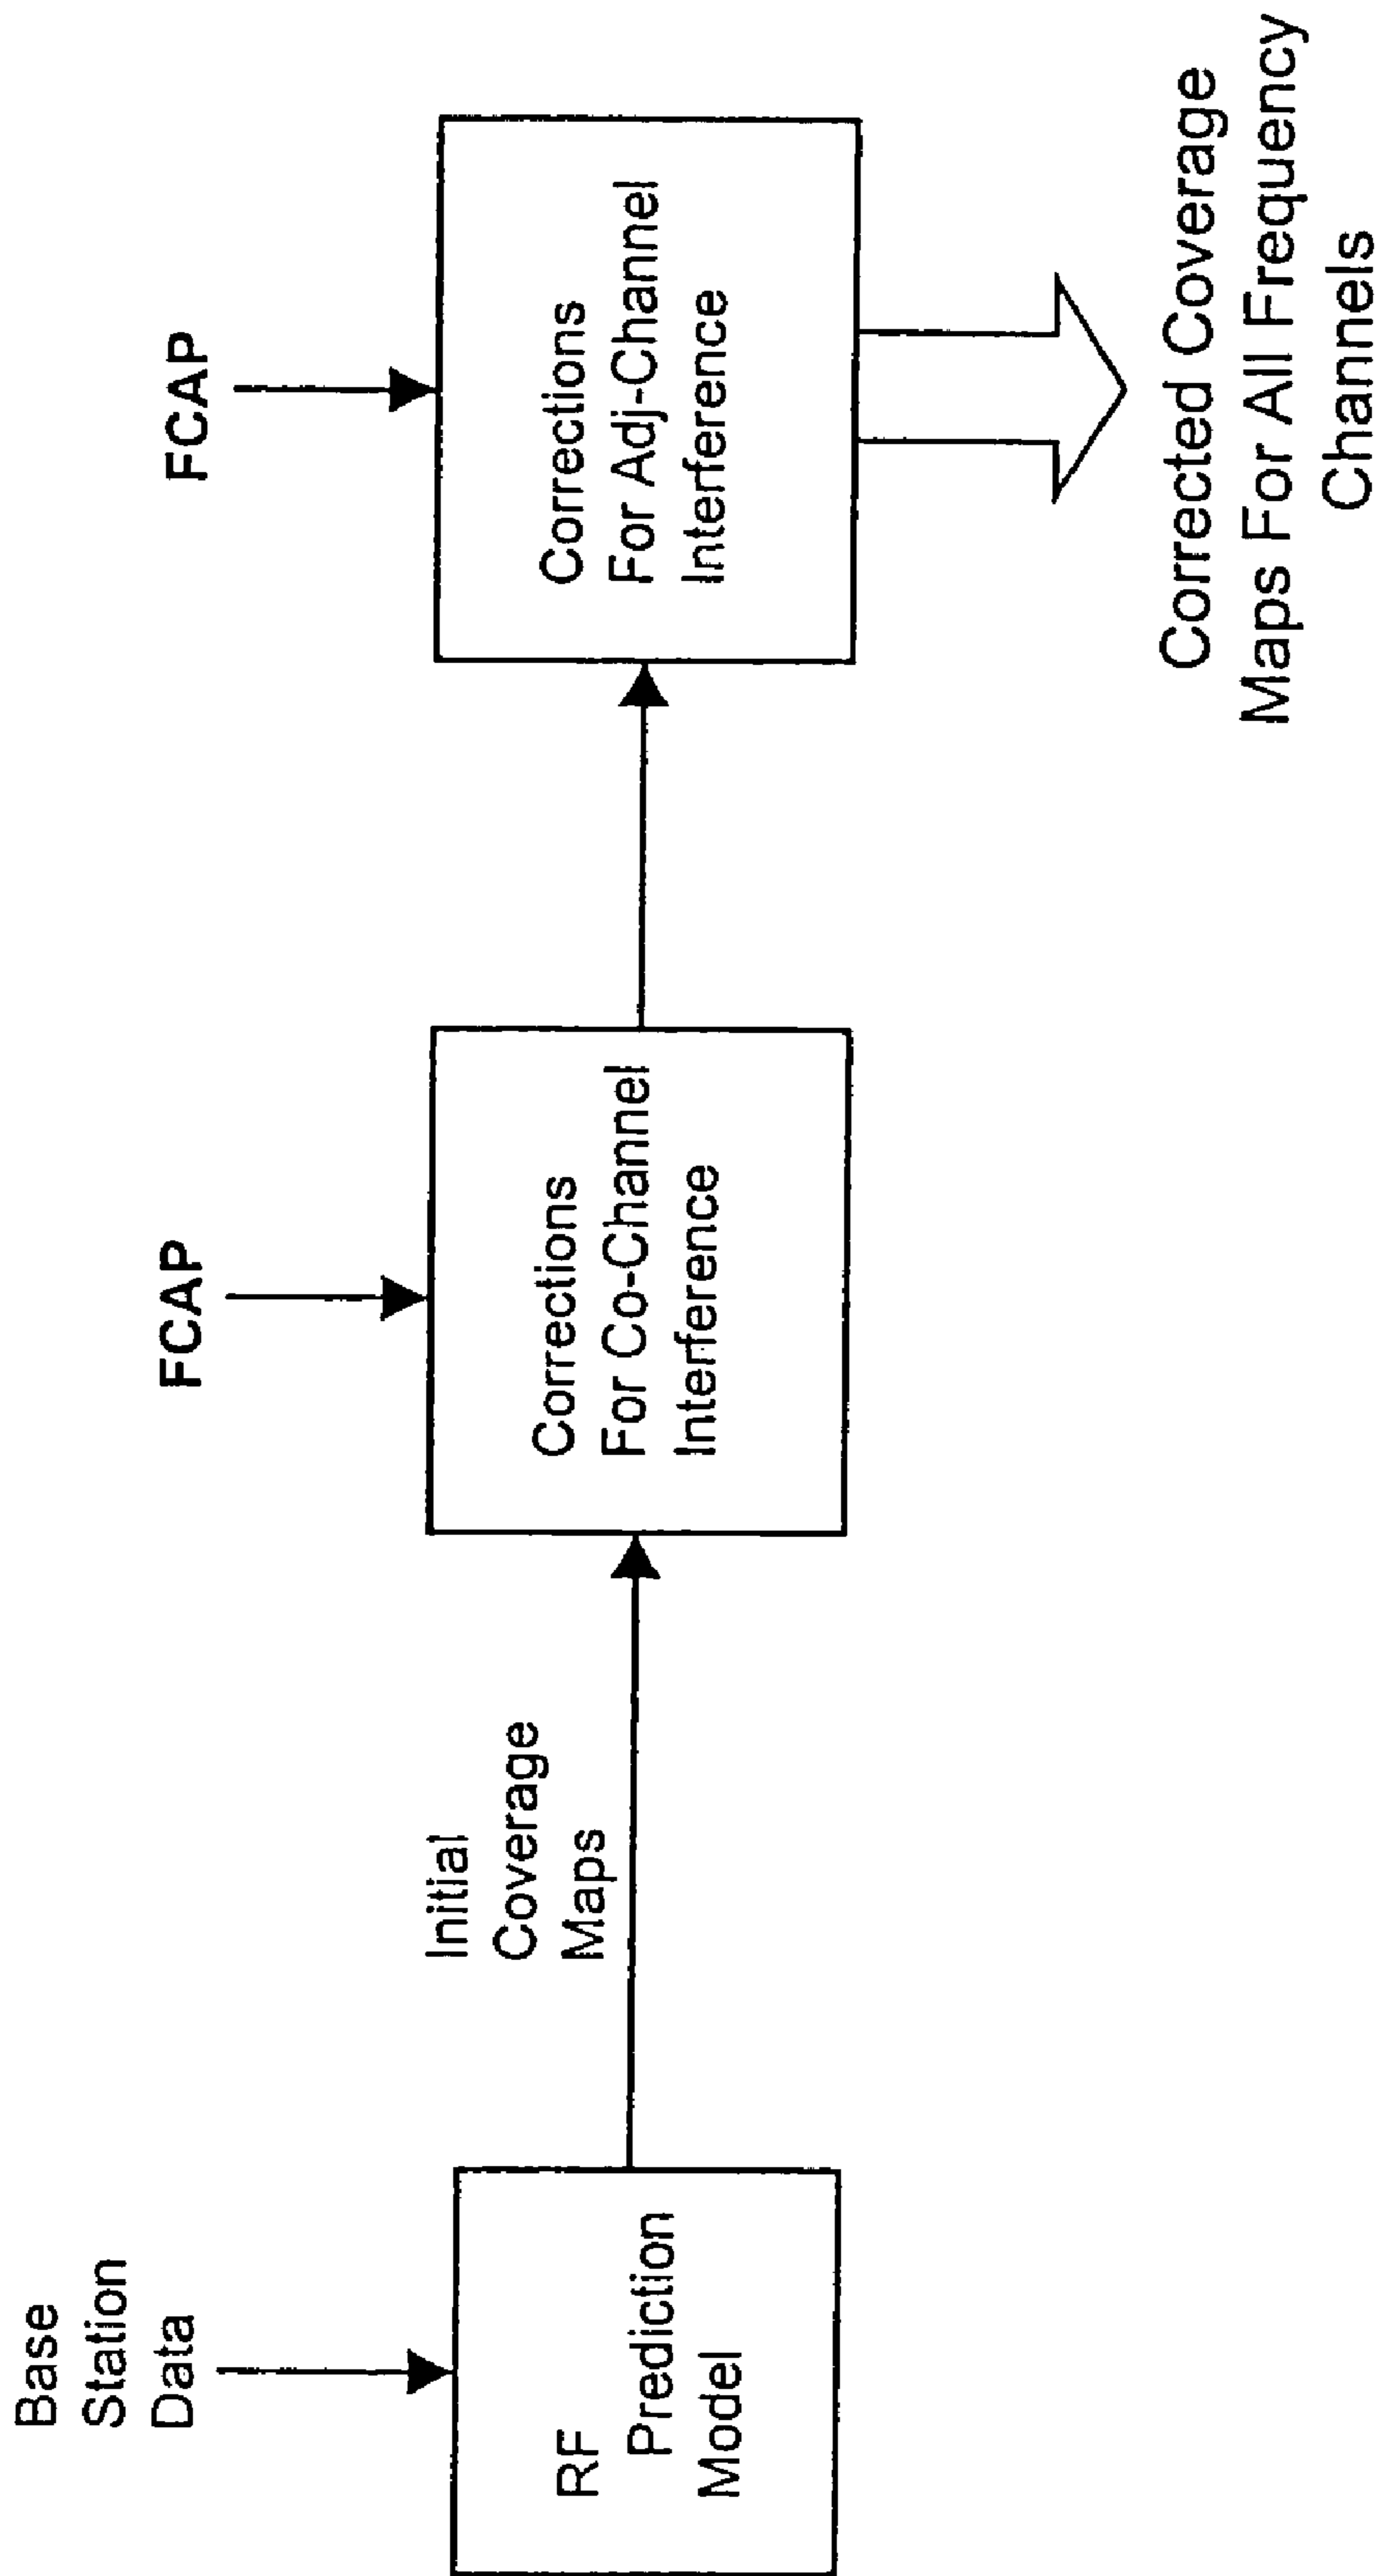 Base
Station
Data
RF
Prediction
Model
Initial
Coverage
Maps
FCAP
Corrections
For Co-Channel
Interference
FCAP
Corrections
For Adj-Channel
Interference
Corrected Coverage
Maps For All Frequency
Channels